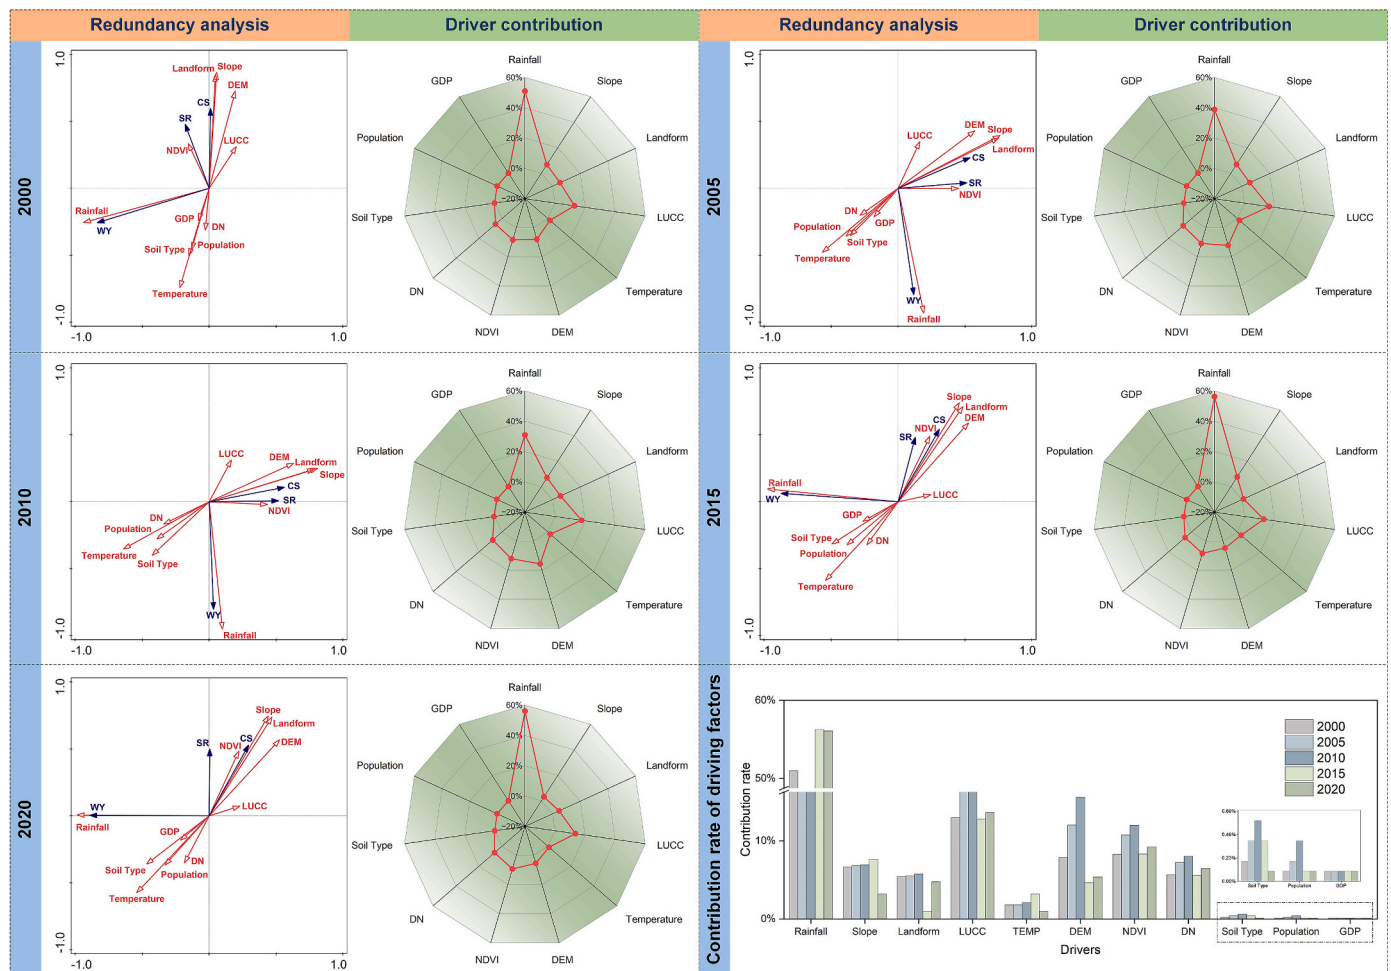 Redundancy analysis
Driver contribution
Redundancy analysis
Driver contribution
2000
1.0
-1.0
-1.0
1.0
Landform
Slope
DEM
CS
SR
NDVI
LUCC
Rainfall
WY
GDP
DN
Soil Type
Population
Temperature
Rainfall
Slope
Landform
LUCC
Temperature
DEM
NDVI
DN
Soil Type
Population
GDP
60%
40%
20%
0%
-20%
2005
1.0
-1.0
-1.0
1.0
LUCC
DEM
Slope
Landform
CS
SR
NDVI
DN
GDP
Population
Soil Type
Temperature
WY
Rainfall
Rainfall
Slope
Landform
LUCC
Temperature
DEM
NDVI
DN
Soil Type
Population
GDP
60%
40%
20%
0%
-20%
2010
1.0
-1.0
-1.0
1.0
LUCC
DEM
Landform
Slope
CS
SR
NDVI
DN
Population
Temperature
Soil Type
WY
Rainfall
Rainfall
Slope
Landform
LUCC
Temperature
DEM
NDVI
DN
Soil Type
Population
GDP
60%
40%
20%
0%
-20%
2015
1.0
-1.0
-1.0
1.0
Slope
Landform
CS
DEM
NDVI
SR
Rainfall
WY
LUCC
GDP
Soil Type
Population
DN
Temperature
Rainfall
Slope
Landform
LUCC
Temperature
DEM
NDVI
DN
Soil Type
Population
GDP
60%
40%
20%
0%
-20%
2020
1.0
-1.0
-1.0
1.0
Slope
Landform
SR
NDVI
CS
DEM
WY
Rainfall
LUCC
GDP
Soil Type
DN
Population
Temperature
Rainfall
Slope
Landform
LUCC
Temperature
DEM
NDVI
DN
Soil Type
Population
GDP
60%
40%
20%
0%
-20%
Contribution rate of driving factors
Contribution rate
60%
50%
10%
0%
2000
2005
2010
2015
2020
0.60%
0.40%
0.20%
0.00%
Soil Type
Population
GDP
Rainfall
Slope
Landform
LUCC
TEMP
DEM
NDVI
DN
Soil Type
Population
GDP
Drivers